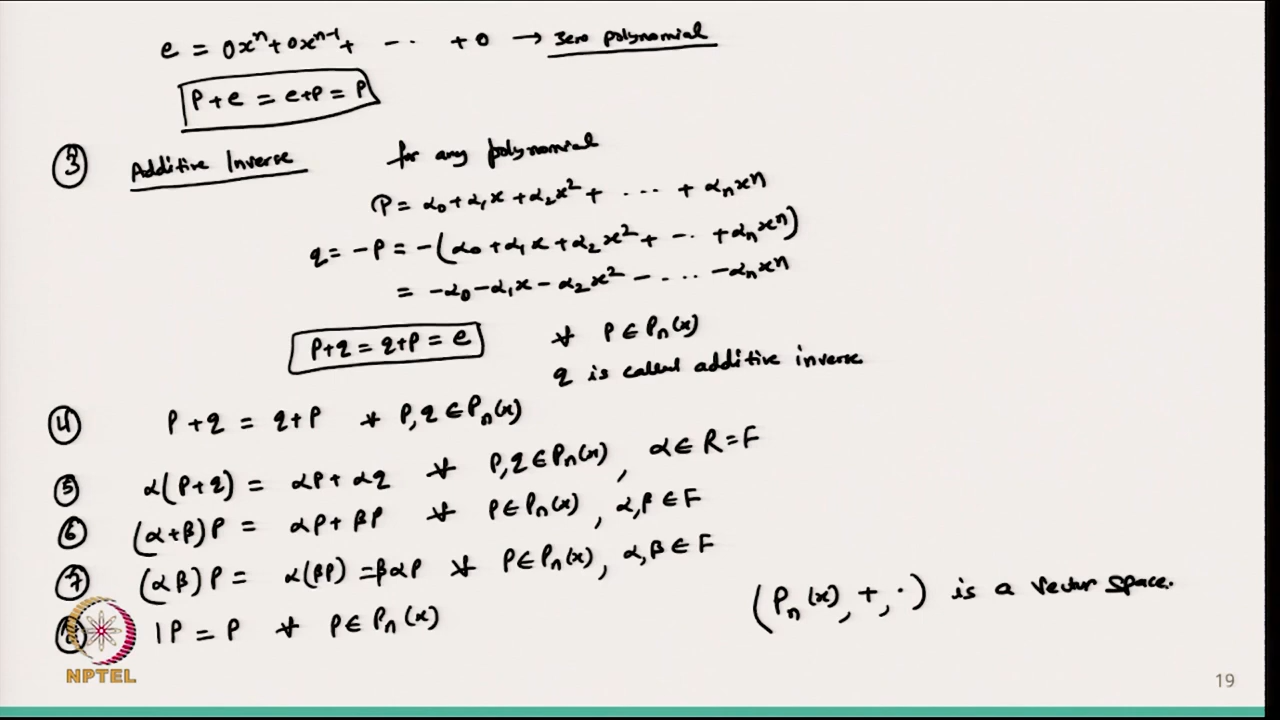 e = 0xⁿ + 0xⁿ⁻¹ + - .. + 0 → zero polynomial
P + e = e + P = P
③ Additive Inverse for any polynomial
P = α₀ + α₁x + α₂x² + . ... + αₙxⁿ
q = -P = -(α₀ + α₁x + α₂x² + - .. + αₙxⁿ)
= -α₀ - α₁x - α₂x² - . ... - αₙxⁿ
P + q = q + P = e ∀ P ∈ Pₙ(x)
q is called additive inverse
④ P + q = q + P ∀ P, q ∈ Pₙ(x)
⑤ α(P + q) = αP + αq ∀ P, q ∈ Pₙ(x), α ∈ R = F
⑥ (α + β)P = αP + βP ∀ P ∈ Pₙ(x), α, β ∈ F
⑦ (αβ)P = α(βP) = βαP ∀ P ∈ Pₙ(x), α, β ∈ F
1P = P ∀ P ∈ Pₙ(x)
(Pₙ(x), +, ·) is a vector space.
NPTEL
19